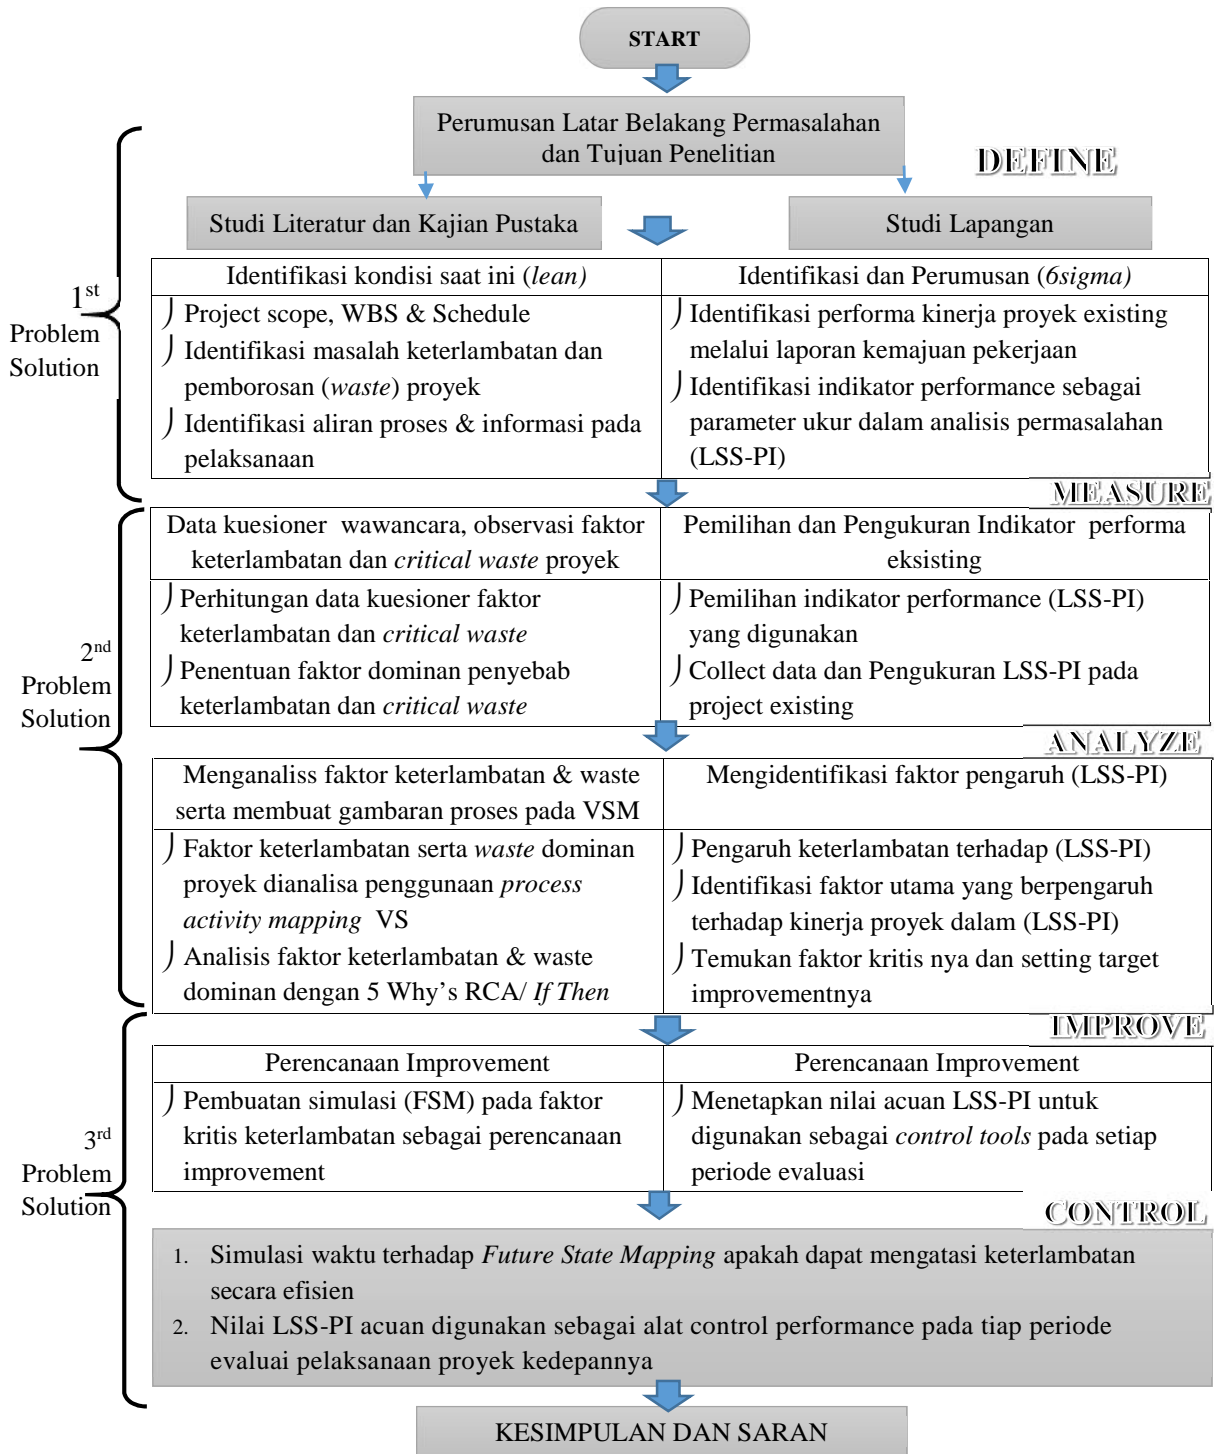 START
Perumusan Latar Belakang Permasalahan
dan Tujuan Penelitian
DEFINE
Studi Literatur dan Kajian Pustaka
Studi Lapangan
1st
Problem
Solution
Identifikasi kondisi saat ini (lean)
Project scope, WBS & Schedule
Identifikasi masalah keterlambatan dan
pemborosan (waste) proyek
Identifikasi aliran proses & informasi pada
pelaksanaan
Identifikasi dan Perumusan (6sigma)
Identifikasi performa kinerja proyek existing
melalui laporan kemajuan pekerjaan
Identifikasi indikator performance sebagai
parameter ukur dalam analisis permasalahan
(LSS-PI)
MEASURE
2nd
Problem
Solution
Data kuesioner wawancara, observasi faktor
keterlambatan dan critical waste proyek
Perhitungan data kuesioner faktor
keterlambatan dan critical waste
Penentuan faktor dominan penyebab
keterlambatan dan critical waste
Pemilihan dan Pengukuran Indikator performa
eksisting
Pemilihan indikator performance (LSS-PI)
yang digunakan
Collect data dan Pengukuran LSS-PI pada
project existing
ANALYZE
Menganaliss faktor keterlambatan & waste
serta membuat gambaran proses pada VSM
Faktor keterlambatan serta waste dominan
proyek dianalisa penggunaan process
activity mapping VS
Analisis faktor keterlambatan & waste
dominan dengan 5 Why's RCA/ If Then
Mengidentifikasi faktor pengaruh (LSS-PI)
Pengaruh keterlambatan terhadap (LSS-PI)
Identifikasi faktor utama yang berpengaruh
terhadap kinerja proyek dalam (LSS-PI)
Temukan faktor kritis nya dan setting target
improvementnya
IMPROVE
3rd
Problem
Solution
Perencanaan Improvement
Pembuatan simulasi (FSM) pada faktor
kritis keterlambatan sebagai perencanaan
improvement
Perencanaan Improvement
Menetapkan nilai acuan LSS-PI untuk
digunakan sebagai control tools pada setiap
periode evaluasi
CONTROL
1. Simulasi waktu terhadap Future State Mapping apakah dapat mengatasi keterlambatan
secara efisien
2. Nilai LSS-PI acuan digunakan sebagai alat control performance pada tiap periode
evaluai pelaksanaan proyek kedepannya
KESIMPULAN DAN SARAN